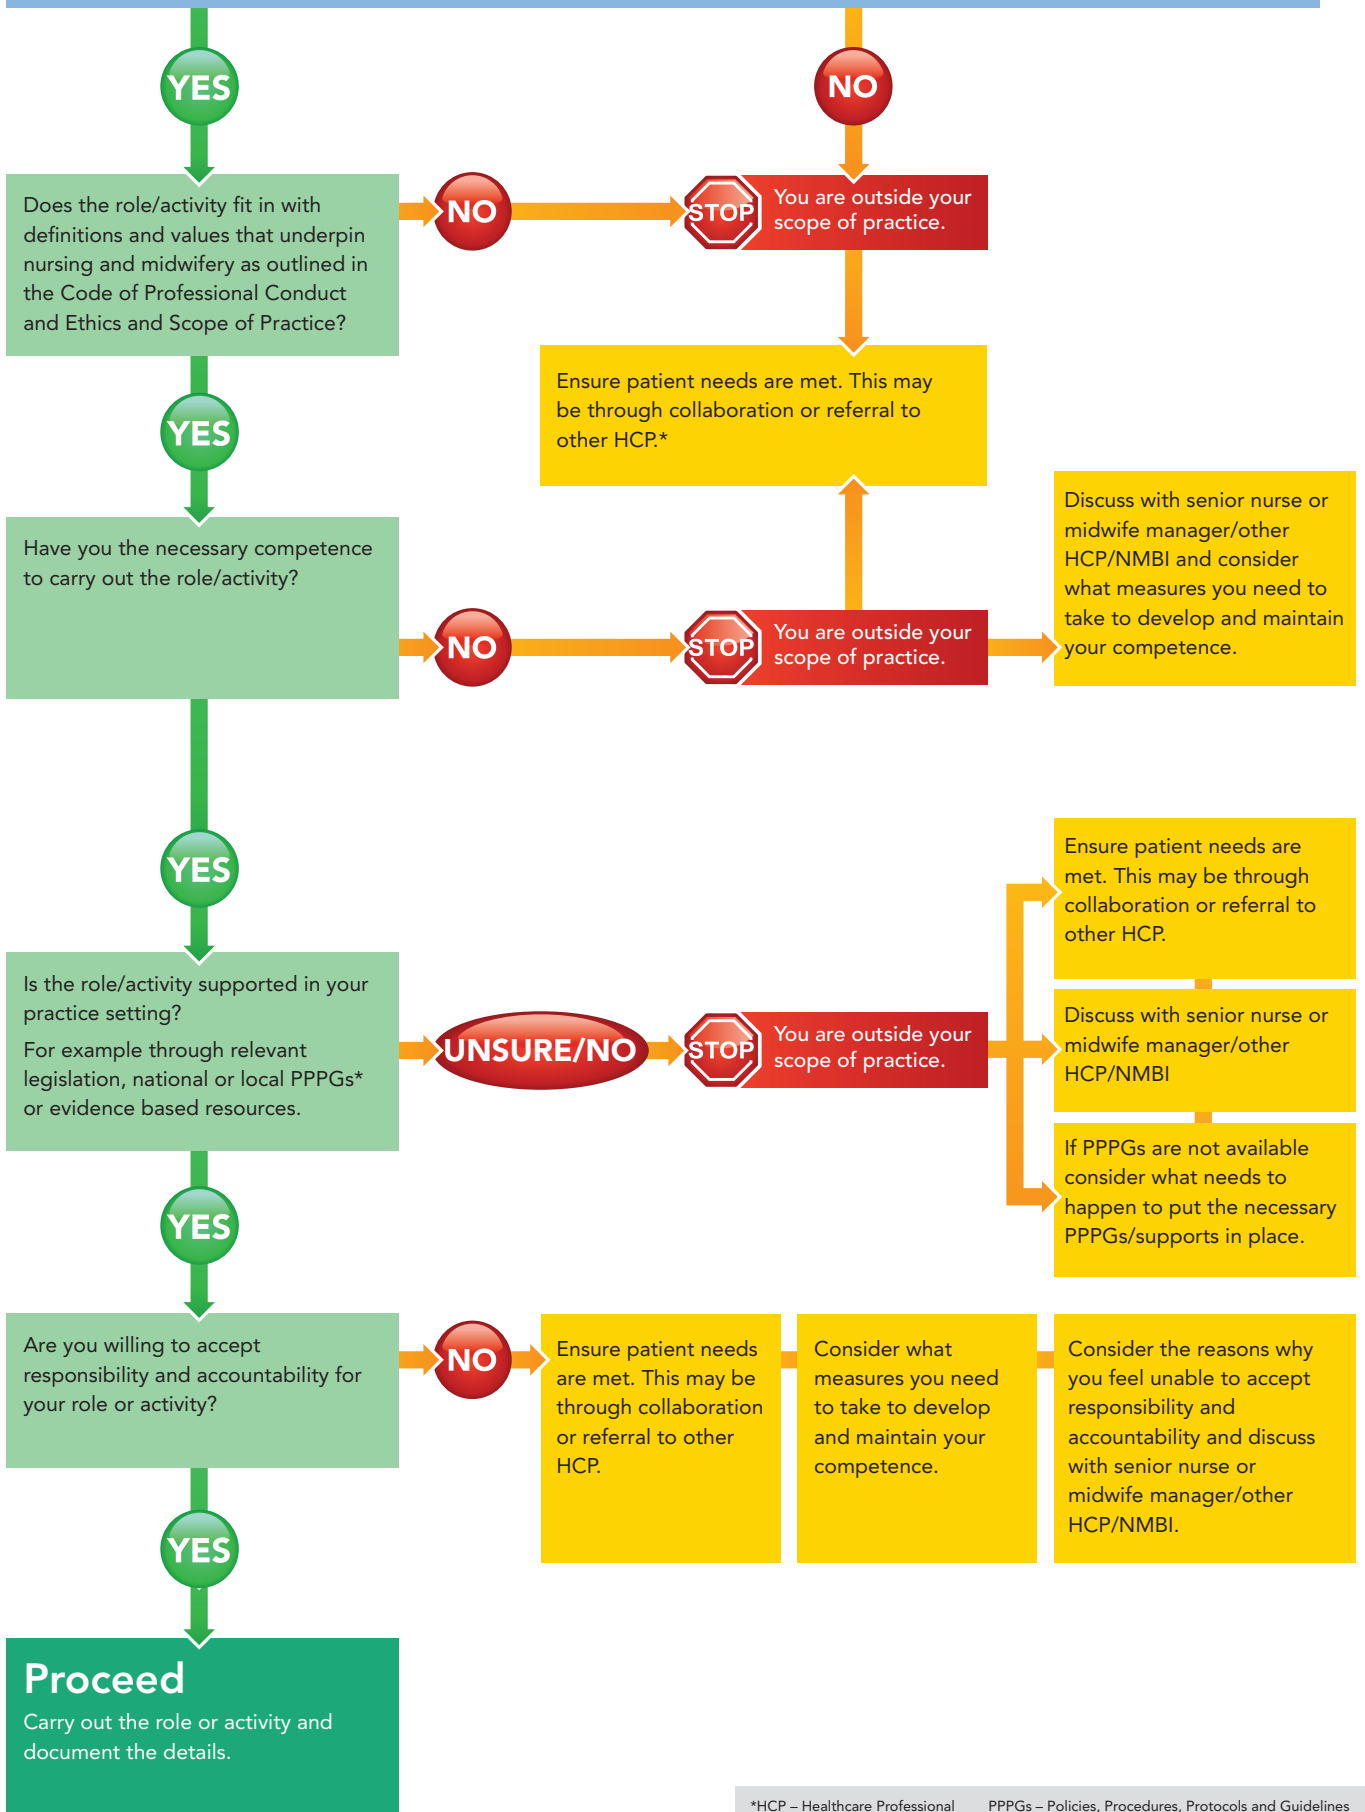 YES
NO
Does the role/activity fit in with
definitions and values that underpin
nursing and midwifery as outlined in
the Code of Professional Conduct
and Ethics and Scope of Practice?
NO
STOP
You are outside your
scope of practice.
Ensure patient needs are met. This may
be through collaboration or referral to
other HCP.*
YES
Have you the necessary competence
to carry out the role/activity?
NO
STOP
You are outside your
scope of practice.
Discuss with senior nurse or
midwife manager/other
HCP/NMBI and consider
what measures you need to
take to develop and maintain
your competence.
YES
Is the role/activity supported in your
practice setting?
For example through relevant
legislation, national or local PPPGs*
or evidence based resources.
UNSURE/NO
STOP
You are outside your
scope of practice.
Ensure patient needs are
met. This may be through
collaboration or referral to
other HCP.
Discuss with senior nurse or
midwife manager/other
HCP/NMBI
If PPPGs are not available
consider what needs to
happen to put the necessary
PPPGs/supports in place.
YES
Are you willing to accept
responsibility and accountability for
your role or activity?
NO
Ensure patient needs
are met. This may be
through collaboration
or referral to other
HCP.
Consider what
measures you need
to take to develop
and maintain your
competence.
Consider the reasons why
you feel unable to accept
responsibility and
accountability and discuss
with senior nurse or
midwife manager/other
HCP/NMBI.
YES
Proceed
Carry out the role or activity and
document the details.
*HCP – Healthcare Professional PPPGs – Policies, Procedures, Protocols and Guidelines